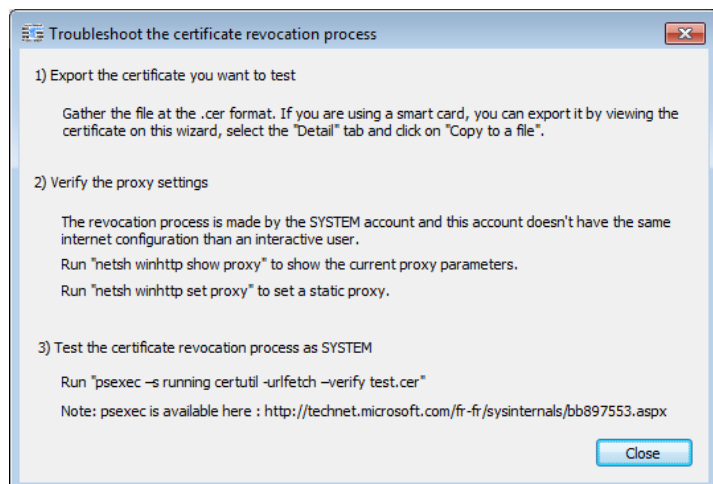 Troubleshoot the certificate revocation process
1) Export the certificate you want to test
Gather the file at the .cer format. If you are using a smart card, you can export it by viewing the
certificate on this wizard, select the "Detail" tab and click on "Copy to a file".
2) Verify the proxy settings
The revocation process is made by the SYSTEM account and this account doesn't have the same
internet configuration than an interactive user.
Run "netsh winhttp show proxy" to show the current proxy parameters.
Run "netsh winhttp set proxy" to set a static proxy.
3) Test the certificate revocation process as SYSTEM
Run "psexec –s running certutil -urlfetch –verify test.cer"
Note: psexec is available here : http://technet.microsoft.com/fr-fr/sysinternals/bb897553.aspx
Close